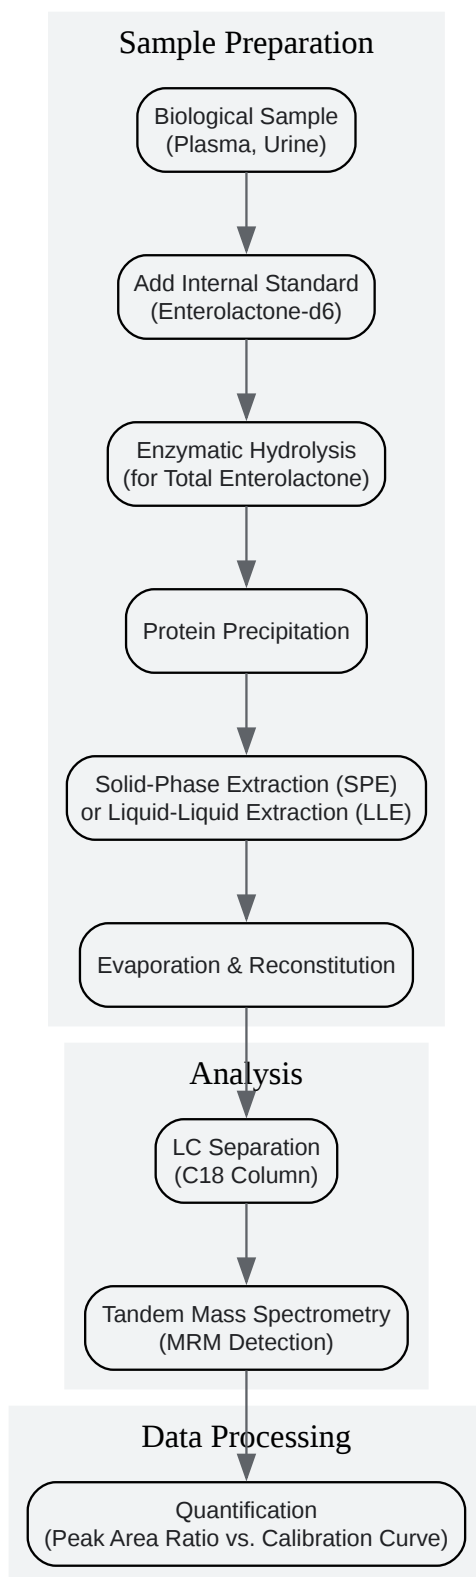 Sample Preparation
Biological Sample
(Plasma, Urine)
Add Internal Standard
(Enterolactone-d6)
Enzymatic Hydrolysis
(for Total Enterolactone)
Protein Precipitation
Solid-Phase Extraction (SPE)
or Liquid-Liquid Extraction (LLE)
Evaporation & Reconstitution
Analysis
LC Separation
(C18 Column)
Tandem Mass Spectrometry
(MRM Detection)
Data Processing
Quantification
(Peak Area Ratio vs. Calibration Curve)